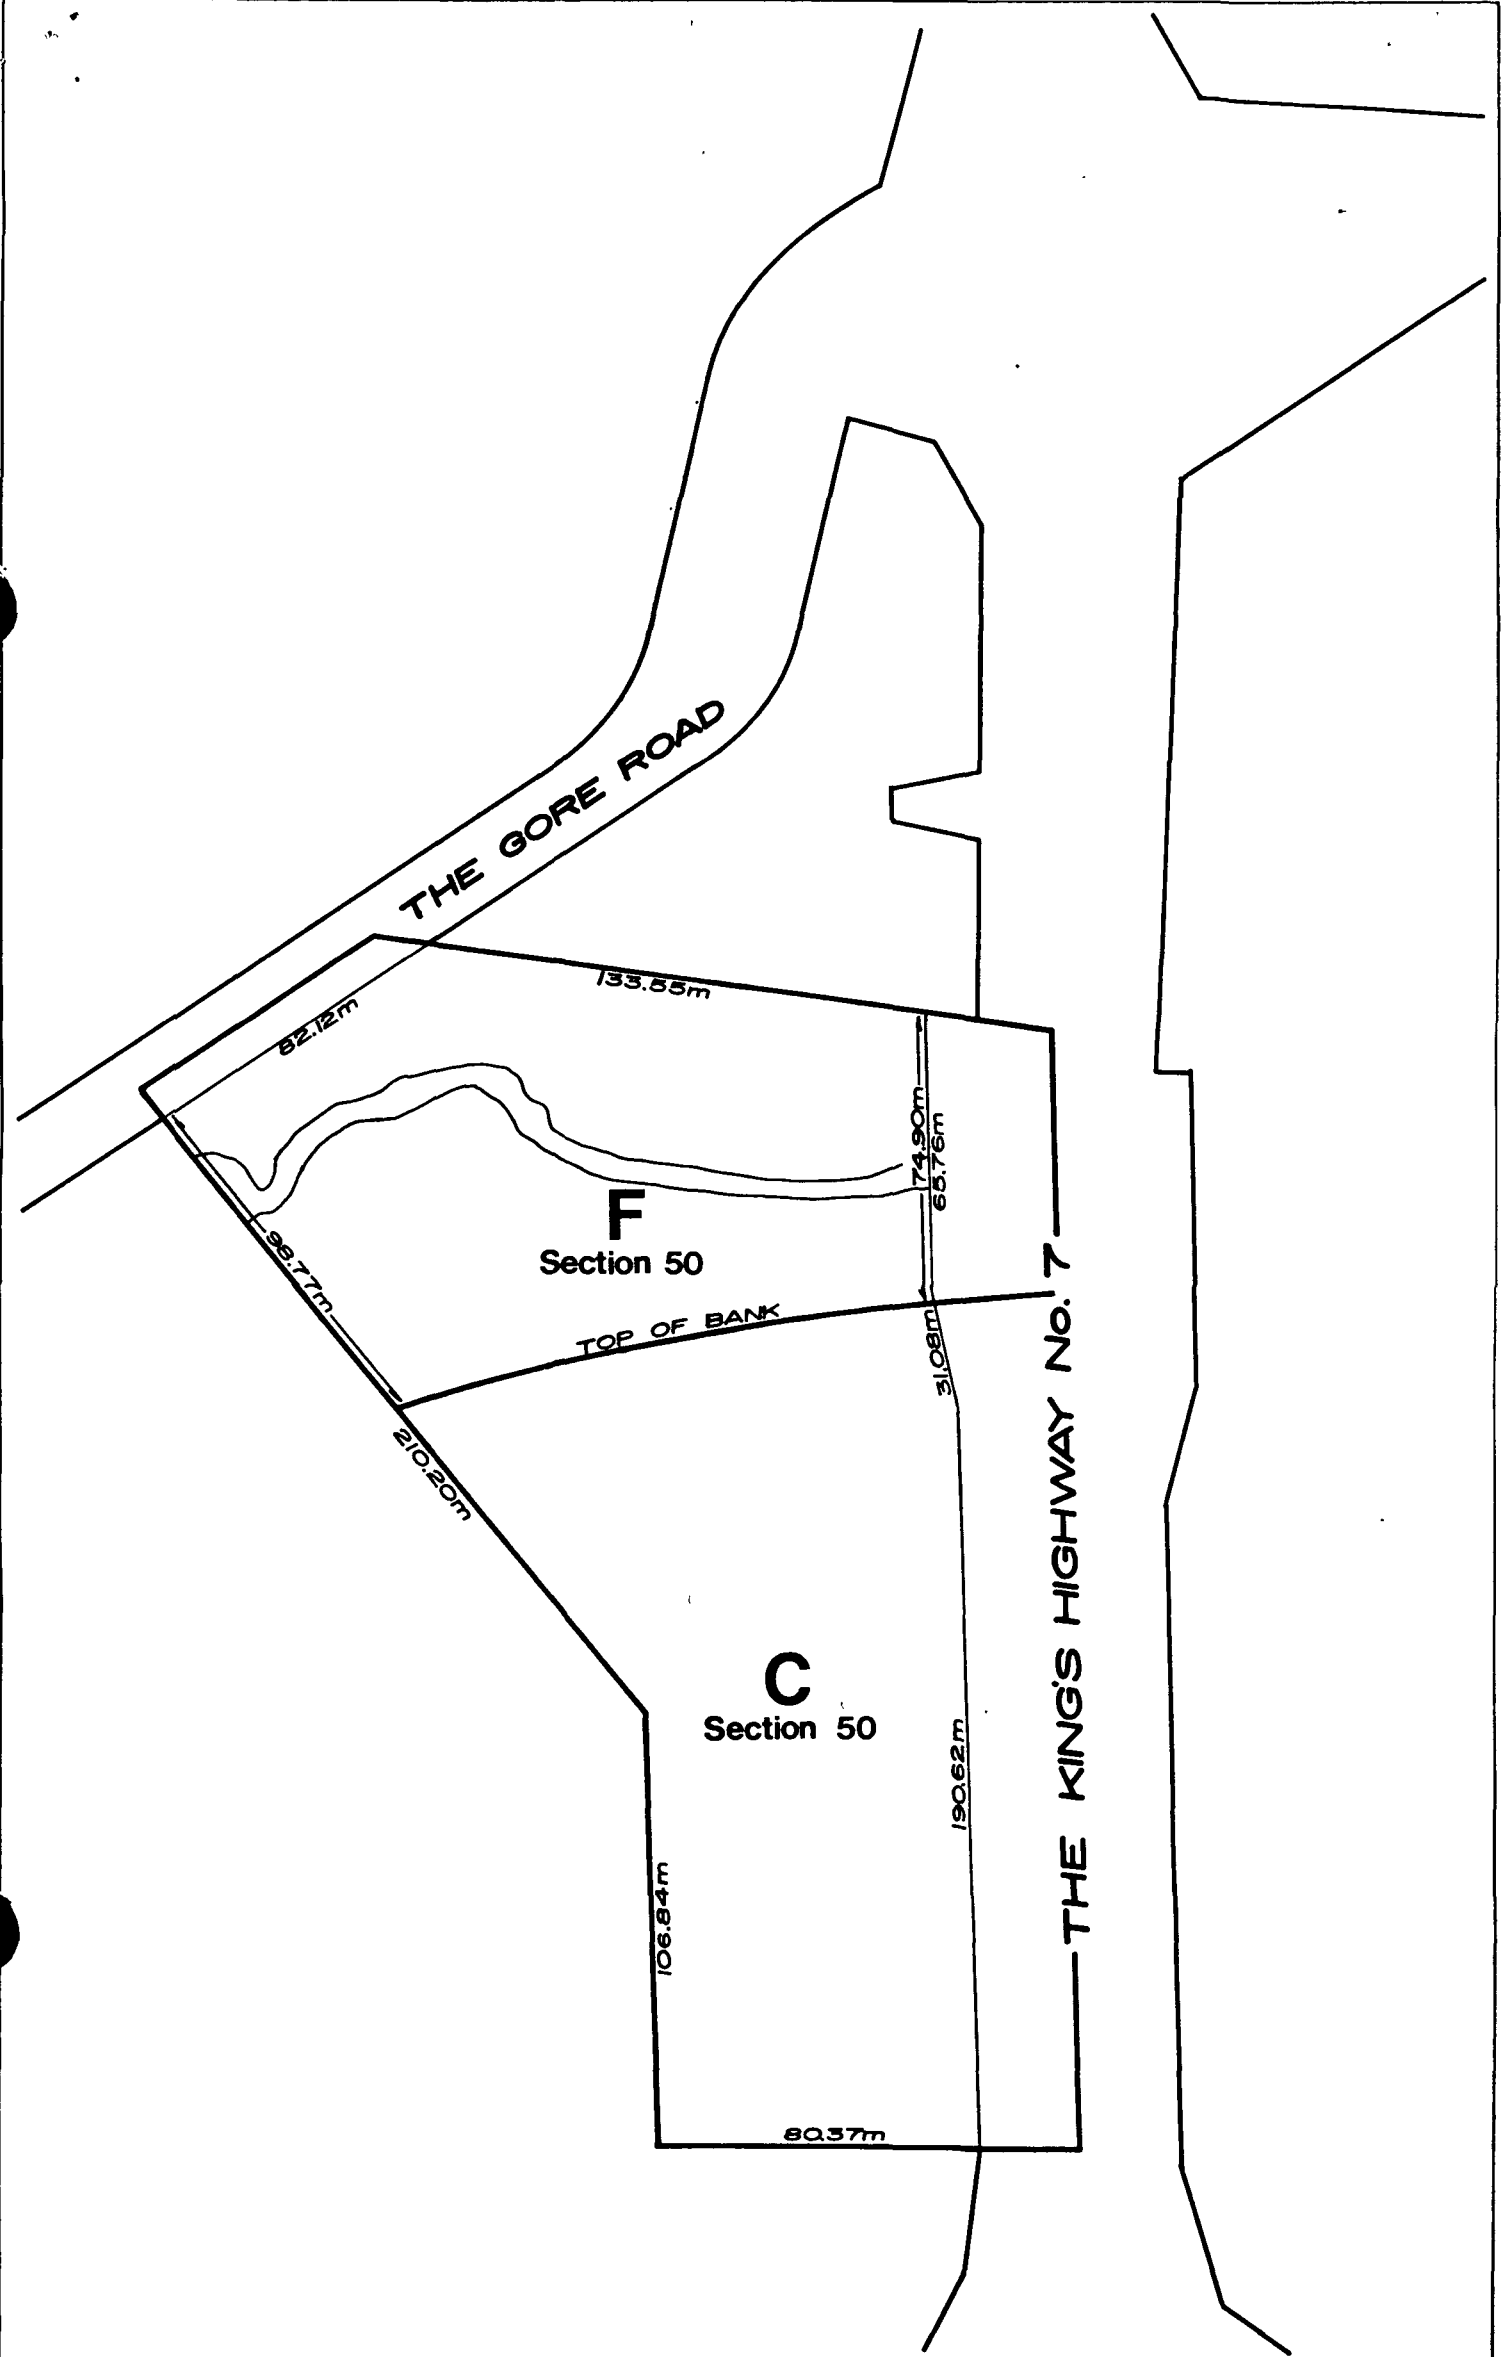 THE GORE ROAD
133.55m
82.12m
74.90m
65.76m
F
Section 50
98.77m
TOP OF BANK
31.08m
210.20m
THE KING'S HIGHWAY No. 7
C
Section 50
190.62m
106.84m
80.37m